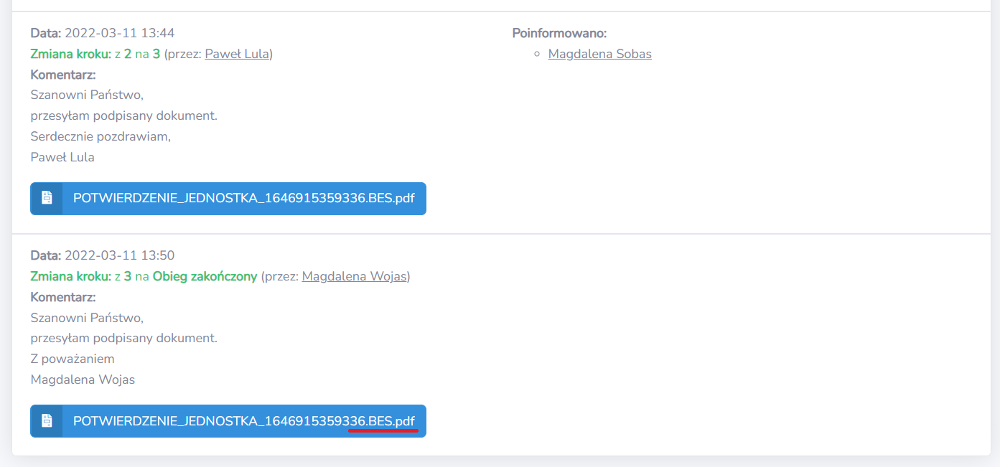 Data: 2022-03-11 13:44
Zmiana kroku: z 2 na 3 (przez: Paweł Lula)
Komentarz:
Szanowni Państwo,
przesyłam podpisany dokument.
Serdecznie pozdrawiam,
Paweł Lula
POTWIERDZENIE_JEDNOSTKA_1646915359336.BES.pdf
Poinformowano:
Magdalena Sobas
Data: 2022-03-11 13:50
Zmiana kroku: z 3 na Obieg zakończony (przez: Magdalena Wojas)
Komentarz:
Szanowni Państwo,
przesyłam podpisany dokument.
Z poważaniem
Magdalena Wojas
POTWIERDZENIE_JEDNOSTKA_1646915359336.BES.pdf